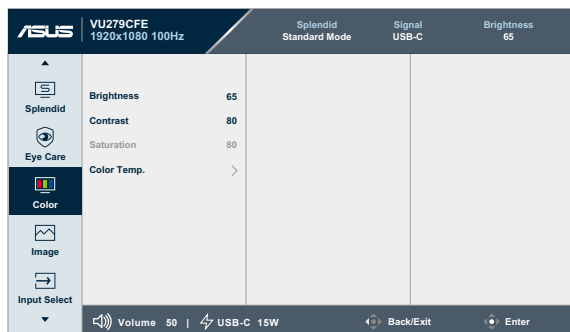 ASUS
VU279CFE
1920x1080 100Hz
Splendid
Standard Mode
Signal
USB-C
Brightness
65
Splendid
Eye Care
Color
Image
Input Select
Brightness 65
Contrast 80
Saturation 80
Color Temp.
Volume 50 | USB-C 15W
Back/Exit
Enter